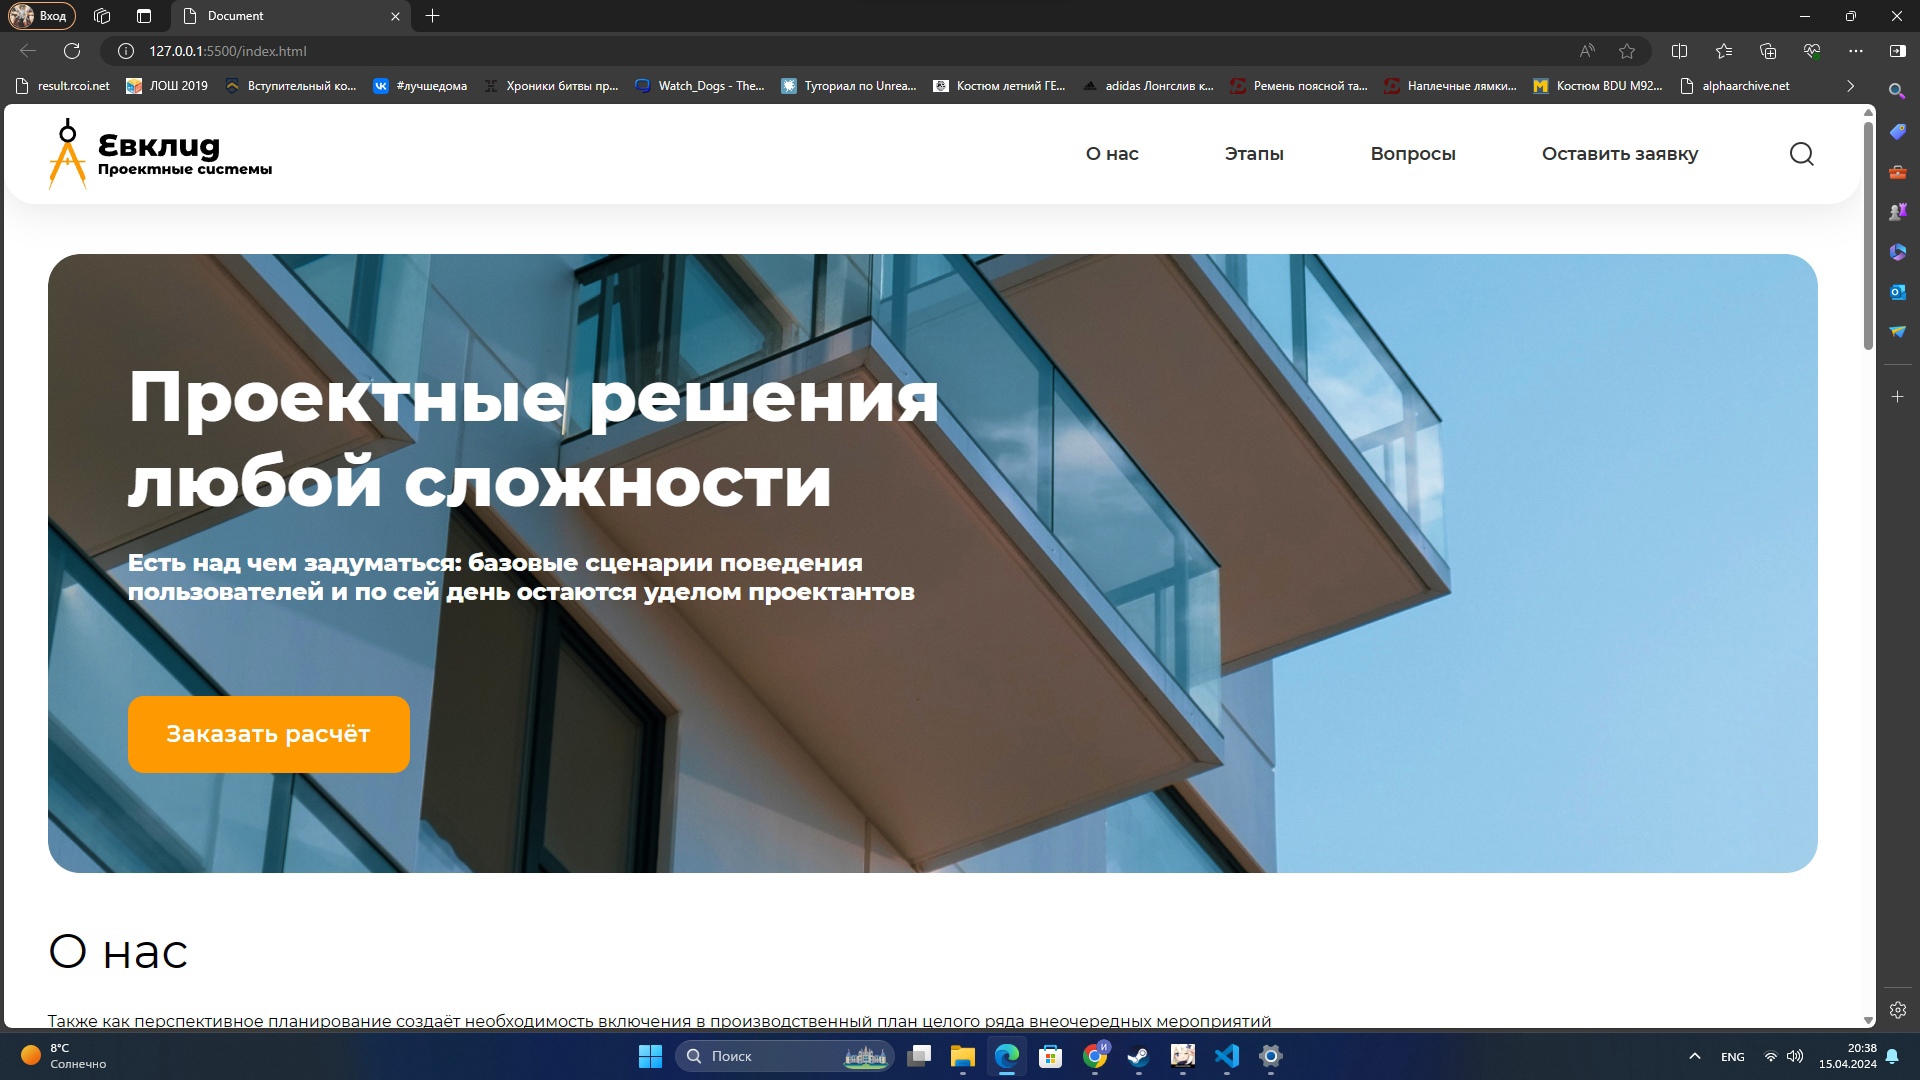 Вход
Document
127.0.0.1:5500/index.html
result.rcoi.net
ЛОШ 2019
Вступительный ко...
#лучшедома
Хроники битвы пр...
Watch_Dogs - The...
Туториал по Unrea...
Костюм летний ГЕ...
adidas Лонгслив к...
Ремень поясной та...
Наплечные лямки...
Костюм BDU M92...
alphaarchive.net
Евклид
Проектные системы
О нас
Этапы
Вопросы
Оставить заявку
Проектные решения
любой сложности
Есть над чем задуматься: базовые сценарии поведения
пользователей и по сей день остаются уделом проектантов
Заказать расчёт
О нас
Также как перспективное планирование создаёт необходимость включения в производственный план целого ряда внеочередных мероприятий
8°C
Солнечно
Поиск
И
ENG
20:38
15.04.2024